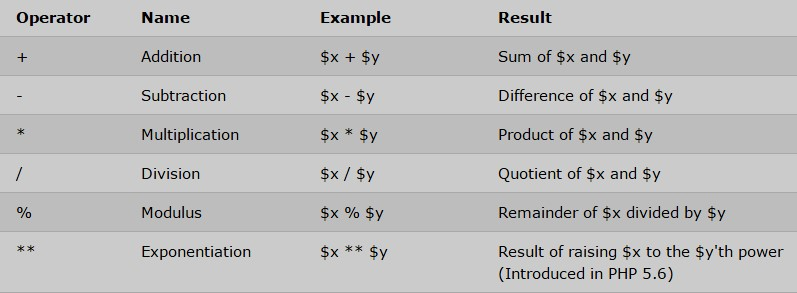 Operator Name Example Result
+ Addition $x + $y Sum of $x and $y
- Subtraction $x - $y Difference of $x and $y
* Multiplication $x * $y Product of $x and $y
/ Division $x / $y Quotient of $x and $y
% Modulus $x % $y Remainder of $x divided by $y
** Exponentiation $x ** $y Result of raising $x to the $y'th power
(Introduced in PHP 5.6)